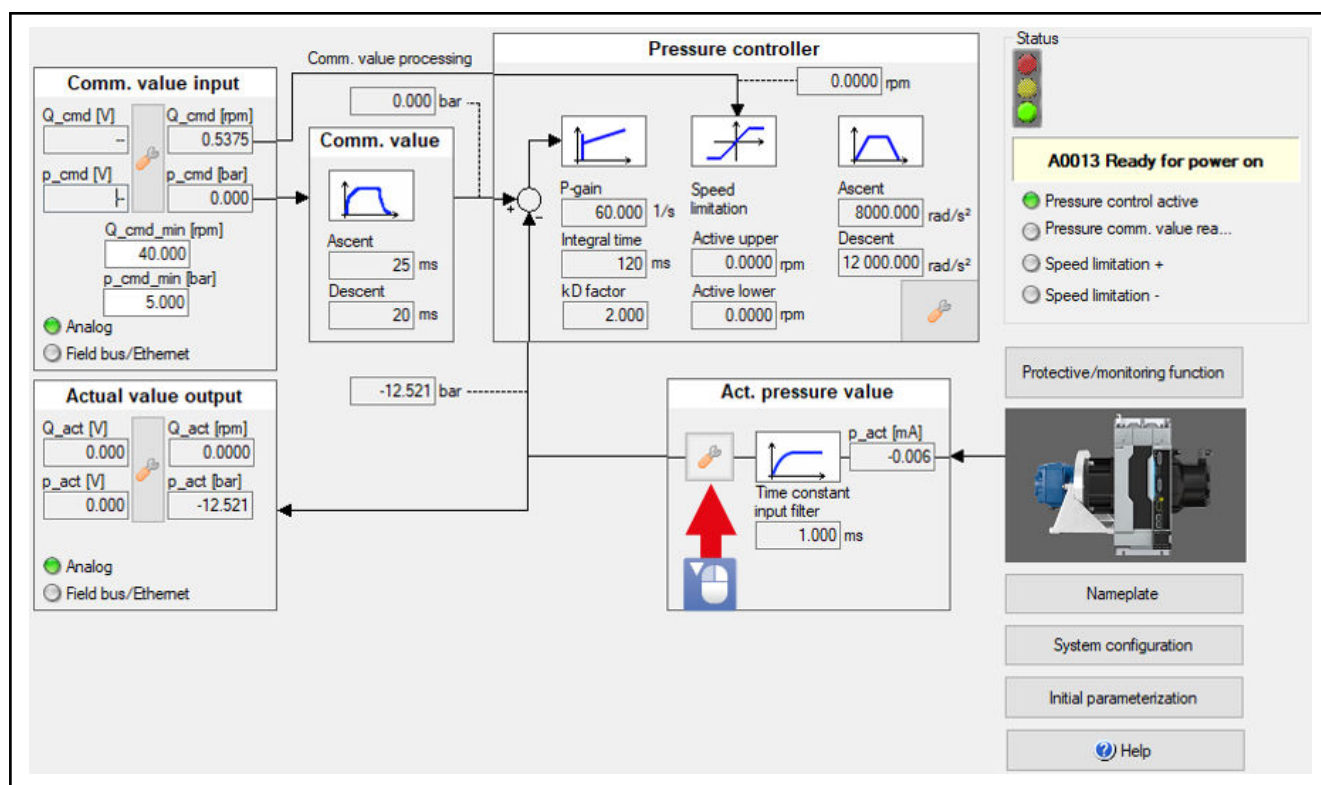 Comm. value input
Q_cmd [V]
Q_cmd [rpm]
--
0.5375
p_cmd [V]
p_cmd [bar]
0.000
Q_cmd_min [rpm]
40.000
p_cmd_min [bar]
5.000
Analog
Field bus/Ethernet
Comm. value processing
0.000 bar
Comm. value
Ascent
25 ms
Descent
20 ms
+
-
Pressure controller
0.0000 rpm
P-gain
60.000 1/s
Integral time
120 ms
kD factor
2.000
Speed
limitation
Active upper
0.0000 rpm
Active lower
0.0000 rpm
Ascent
8000.000 rad/s²
Descent
12 000.000 rad/s²
-12.521 bar
Actual value output
Q_act [V]
Q_act [rpm]
0.000
0.0000
p_act [V]
p_act [bar]
0.000
-12.521
Analog
Field bus/Ethernet
Act. pressure value
p_act [mA]
-0.006
Time constant
input filter
1.000 ms
Status
A0013 Ready for power on
Pressure control active
Pressure comm. value rea...
Speed limitation +
Speed limitation -
Protective/monitoring function
Nameplate
System configuration
Initial parameterization
Help